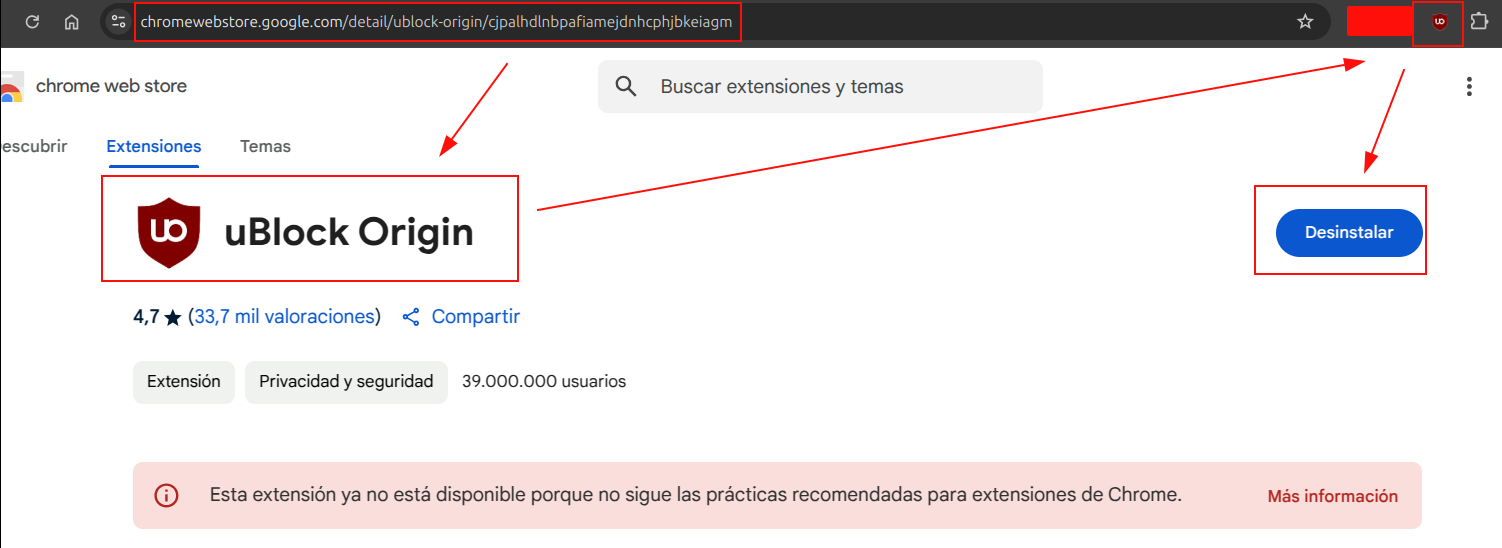 chromewebstore.google.com/detail/ublock-origin/cjpalhdlnbpafiamejdnhcphjbkeiagm
uo
chrome web store
Buscar extensiones y temas
escubrir
Extensiones
Temas
uo
uBlock Origin
Desinstalar
4,7 ★ (33,7 mil valoraciones)
Compartir
Extensión
Privacidad y seguridad
39.000.000 usuarios
Esta extensión ya no está disponible porque no sigue las prácticas recomendadas para extensiones de Chrome.
Más información